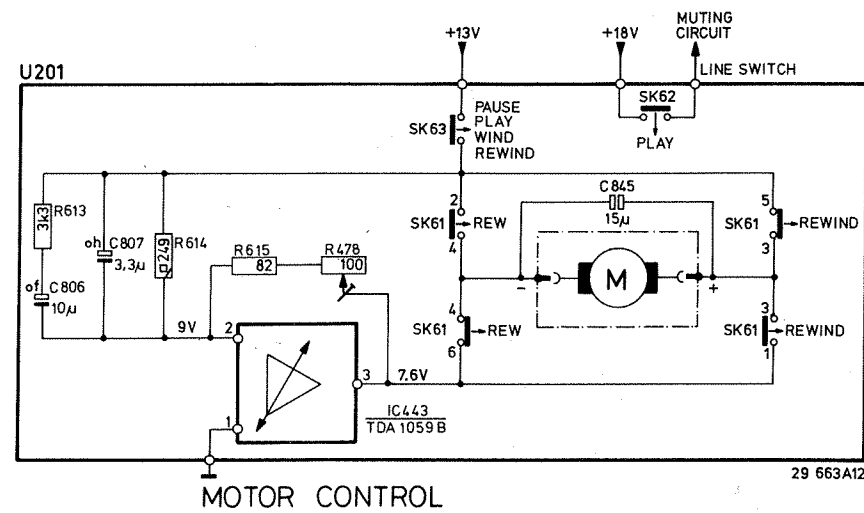 +13V
+18V
MUTING
CIRCUIT
U201
LINE SWITCH
SK62
PLAY
SK63
PAUSE
PLAY
WIND
REWIND
3k3
R613
C807
3,3µ
249
R614
R615
82
R478
100
C806
10µ
oh
of
9V
2
1
3
7.6V
IC443
TDA 1059B
2
SK61
REW
4
C845
15µ
5
SK61
REWIND
3
M
-
+
4
SK61
REW
6
3
SK61
REWIND
1
29 663A12
MOTOR CONTROL